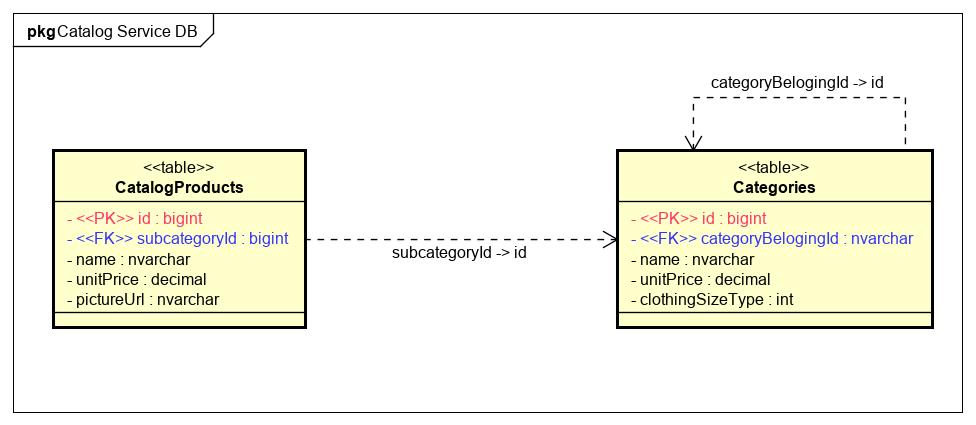 pkg Catalog Service DB
categoryBelogingId -> id
<<table>>
CatalogProducts
- <<PK>> id : bigint
- <<FK>> subcategoryId : bigint
- name : nvarchar
- unitPrice : decimal
- pictureUrl : nvarchar
subcategoryId -> id
<<table>>
Categories
- <<PK>> id : bigint
- <<FK>> categoryBelogingId : nvarchar
- name : nvarchar
- unitPrice : decimal
- clothingSizeType : int